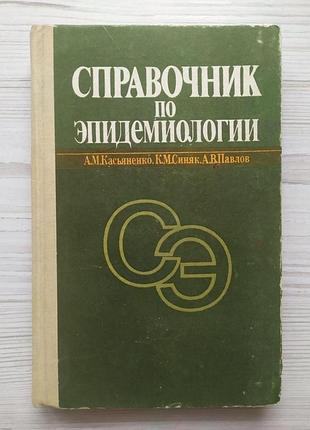 СПРАВОЧНИК
ПО
ЭПИДЕМИОЛОГИИ
А.М.Касьяненко, К.М.Синяк, А.В.Павлов
СЭ